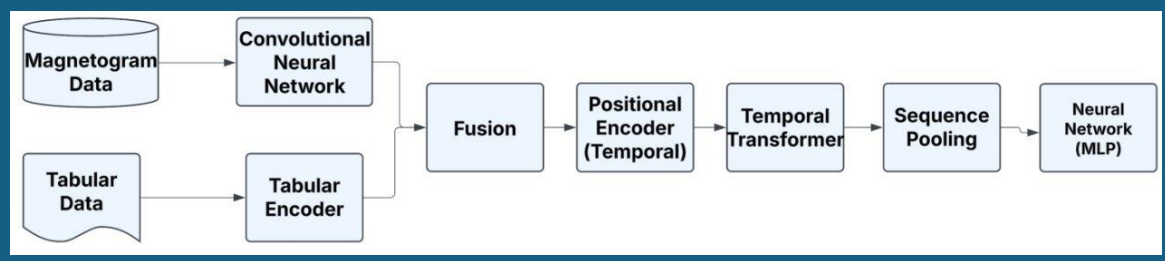 Magnetogram
Data
Convolutional
Neural
Network
Tabular
Data
Tabular
Encoder
Fusion
Positional
Encoder
(Temporal)
Temporal
Transformer
Sequence
Pooling
Neural
Network
(MLP)